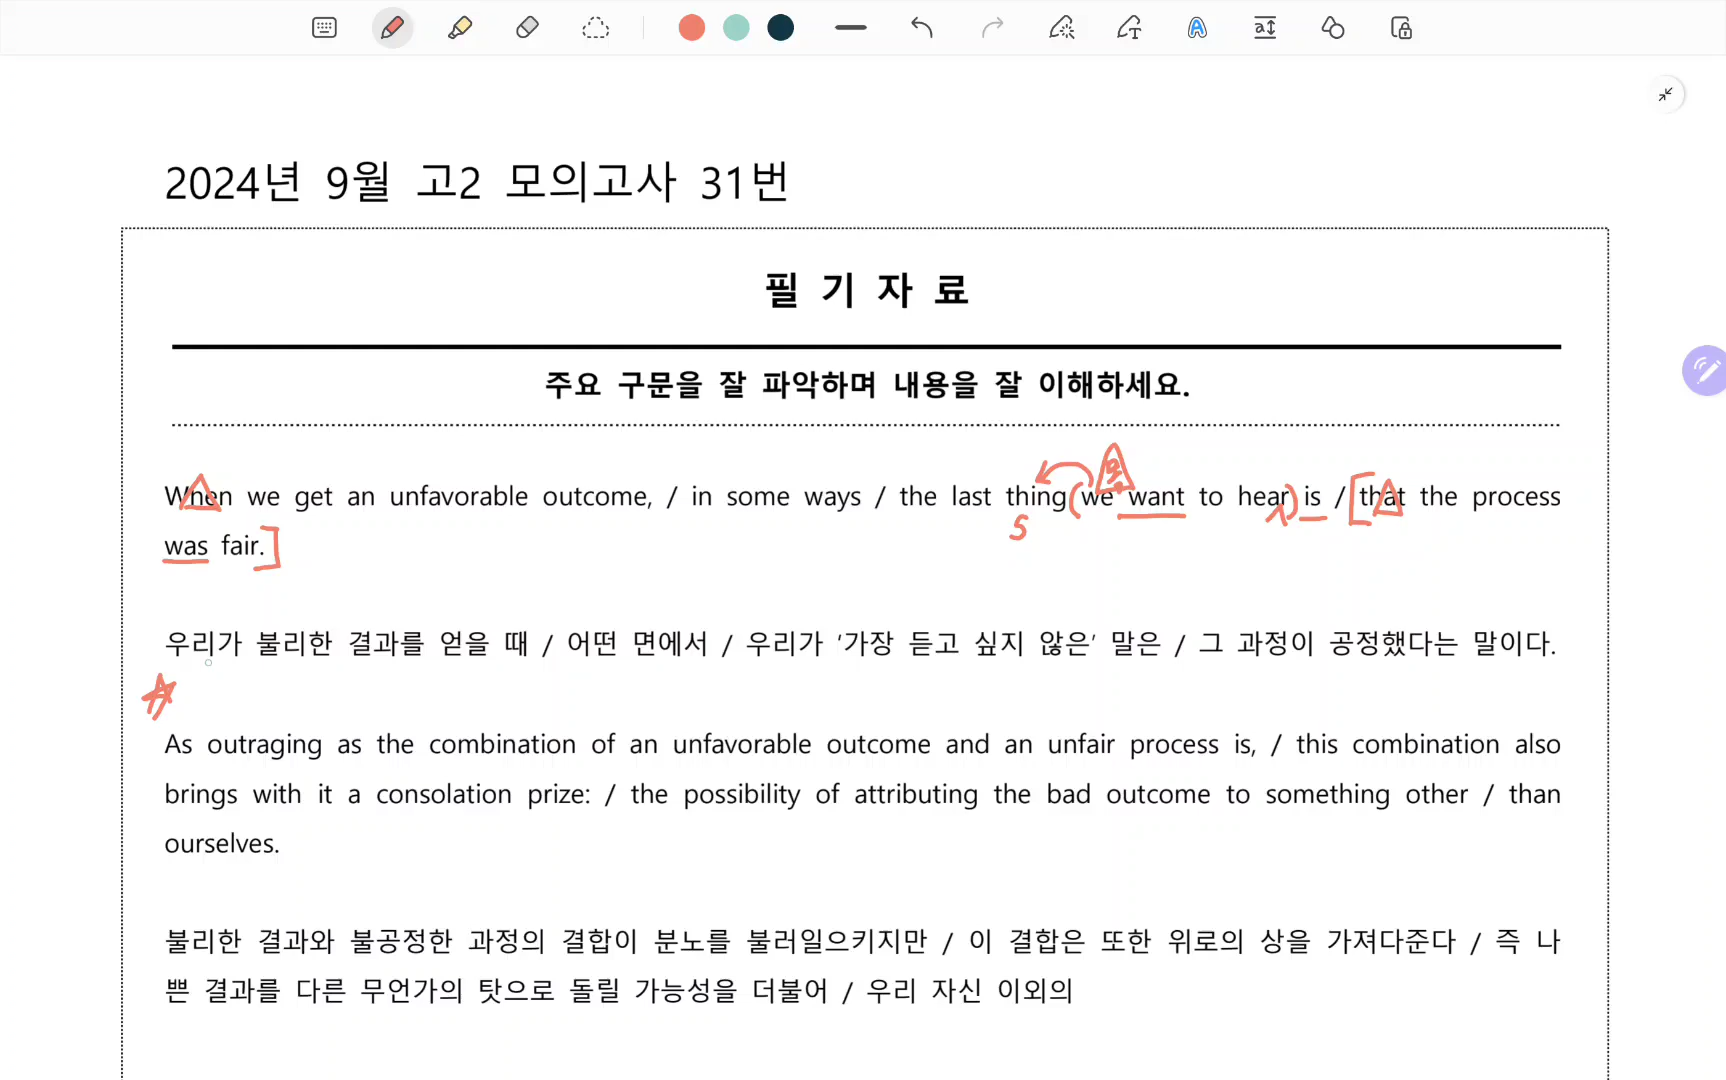 2024년 9월 고2 모의고사 31번
필 기 자 료
주요 구문을 잘 파악하며 내용을 잘 이해하세요.
When we get an unfavorable outcome, / in some ways / the last thing (we want to hear) is / [that the process
was fair.]
S
우리가 불리한 결과를 얻을 때 / 어떤 면에서 / 우리가 '가장 듣고 싶지 않은' 말은 / 그 과정이 공정했다는 말이다.
As outraging as the combination of an unfavorable outcome and an unfair process is, / this combination also
brings with it a consolation prize: / the possibility of attributing the bad outcome to something other / than
ourselves.
불리한 결과와 불공정한 과정의 결합이 분노를 불러일으키지만 / 이 결합은 또한 위로의 상을 가져다준다 / 즉 나
쁜 결과를 다른 무언가의 탓으로 돌릴 가능성을 더불어 / 우리 자신 이외의